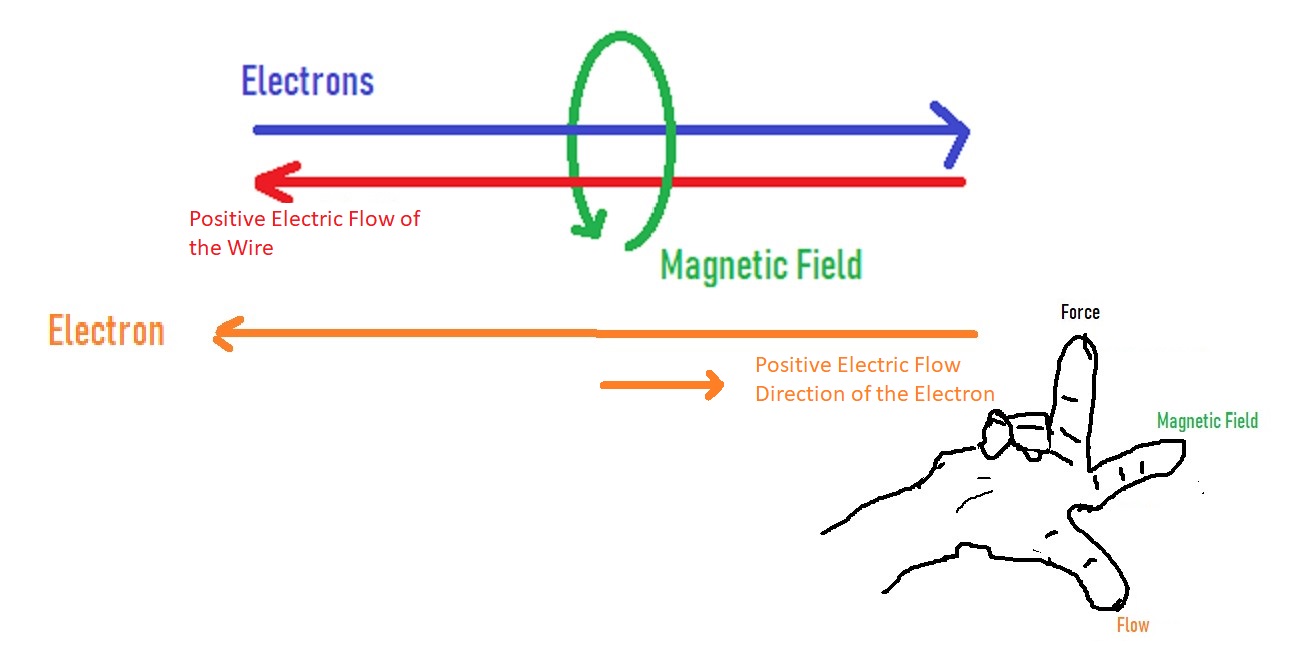 Electrons
Positive Electric Flow of
the Wire
Magnetic Field
Electron
Positive Electric Flow
Direction of the Electron
Force
Magnetic Field
Flow